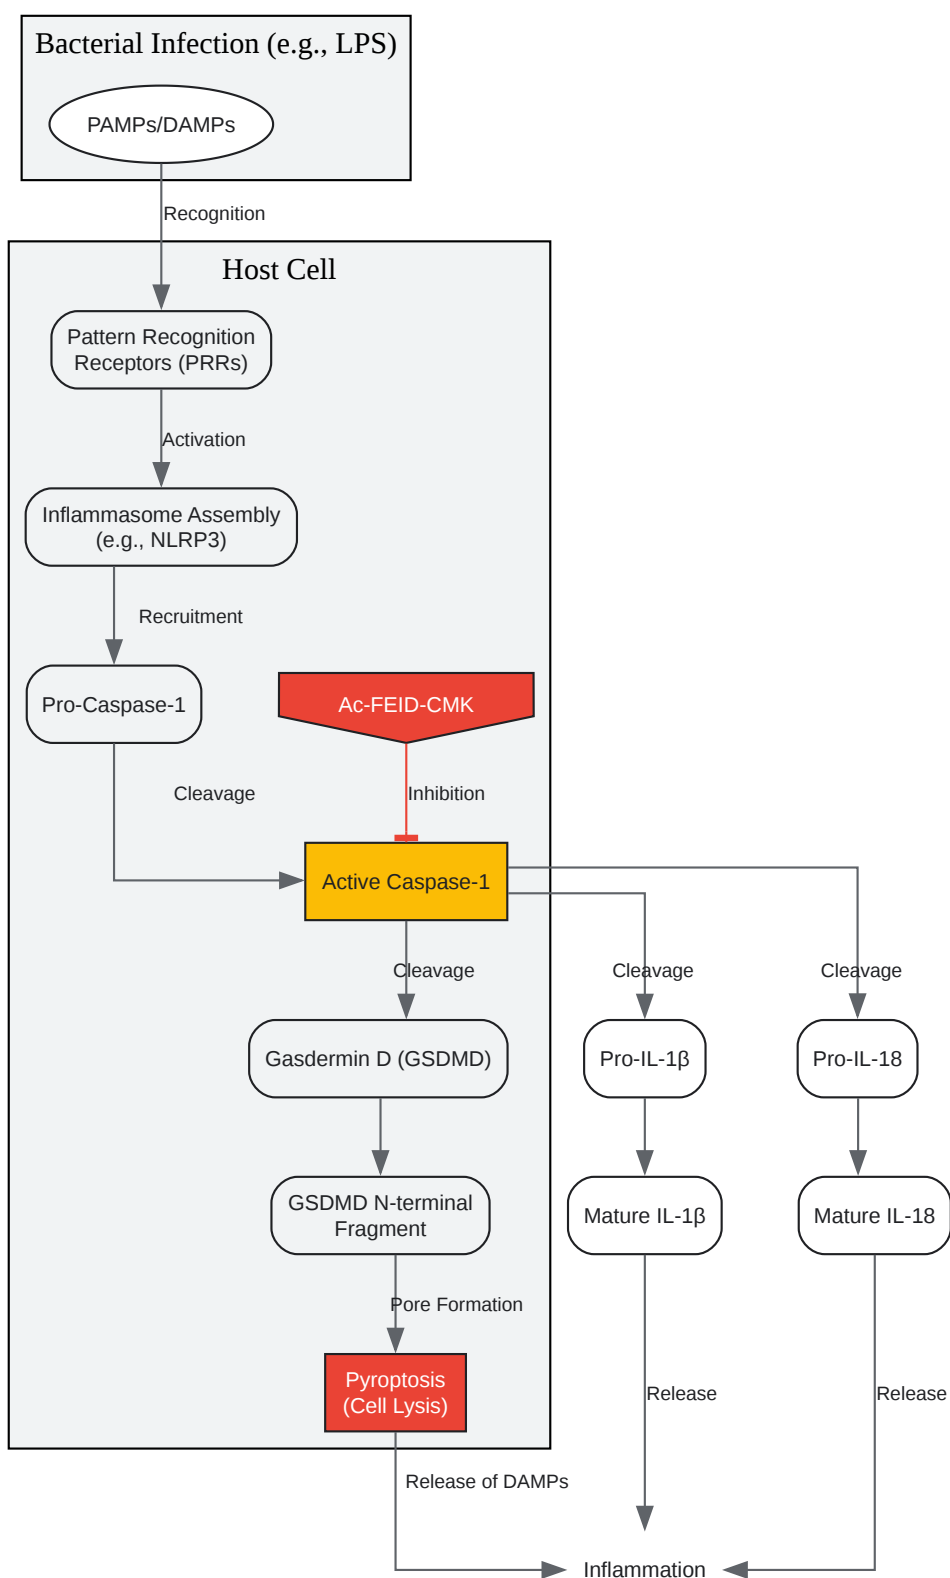 Bacterial Infection (e.g., LPS)
PAMPs/DAMPs
Recognition
Host Cell
Pattern Recognition
Receptors (PRRs)
Activation
Inflammasome Assembly
(e.g., NLRP3)
Recruitment
Pro-Caspase-1
Ac-FEID-CMK
Cleavage
Inhibition
Active Caspase-1
Cleavage
Cleavage
Cleavage
Gasdermin D (GSDMD)
Pro-IL-1β
Pro-IL-18
GSDMD N-terminal
Fragment
Mature IL-1β
Mature IL-18
Pore Formation
Pyroptosis
(Cell Lysis)
Release
Release
Release of DAMPs
Inflammation